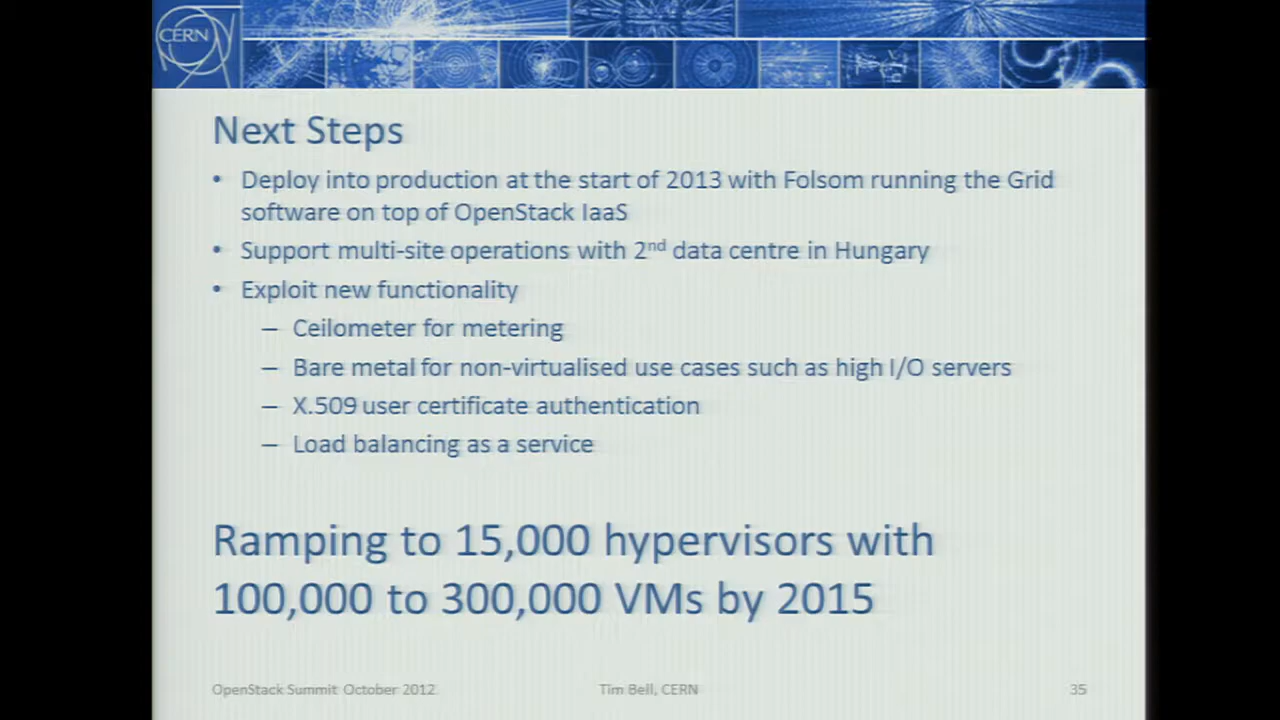 CERN
Next Steps
• Deploy into production at the start of 2013 with Folsom running the Grid
software on top of OpenStack IaaS
• Support multi-site operations with 2nd data centre in Hungary
• Exploit new functionality
– Ceilometer for metering
– Bare metal for non-virtualised use cases such as high I/O servers
– X.509 user certificate authentication
– Load balancing as a service
Ramping to 15,000 hypervisors with
100,000 to 300,000 VMs by 2015
OpenStack Summit October 2012 Tim Bell, CERN 35